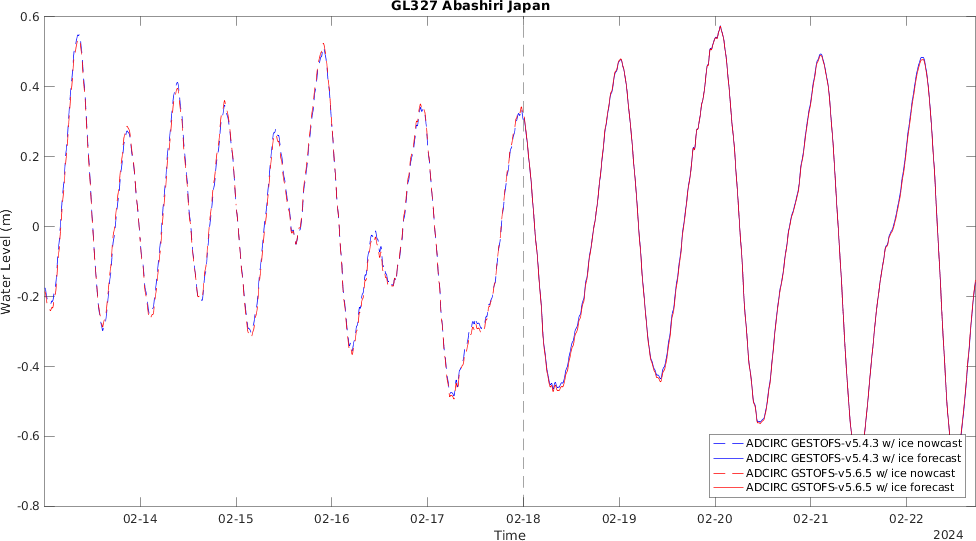 GL327 Abashiri Japan
0.6
0.4
0.2
0
-0.2
-0.4
-0.6
-0.8
Water Level (m)
ADCIRC GESTOFS-v5.4.3 w/ ice nowcast
ADCIRC GESTOFS-v5.4.3 w/ ice forecast
ADCIRC GSTOFS-v5.6.5 w/ ice nowcast
ADCIRC GSTOFS-v5.6.5 w/ ice forecast
02-14 02-15 02-16 02-17 02-18 02-19 02-20 02-21 02-22
Time 2024